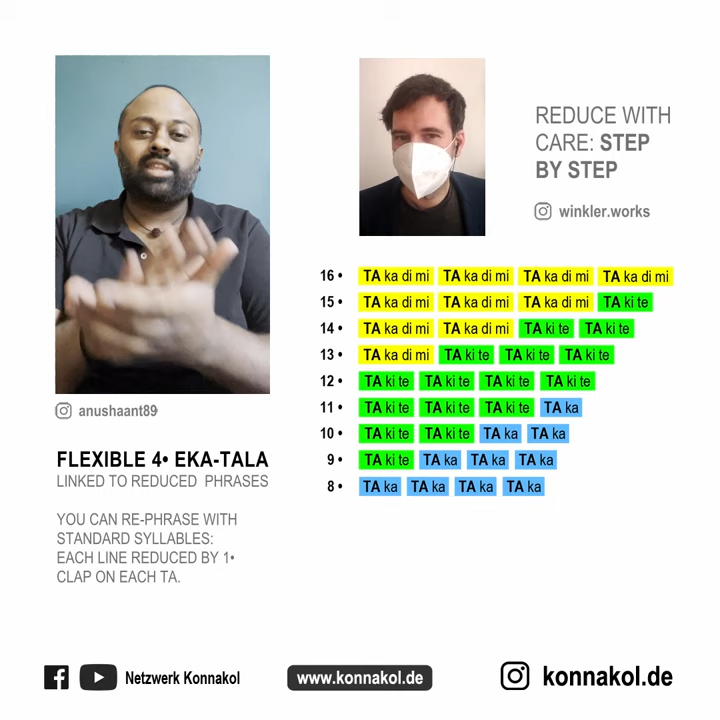 REDUCE WITH
CARE: STEP
BY STEP
winkler.works
anushaant89
FLEXIBLE 4• EKA-TALA
LINKED TO REDUCED PHRASES
YOU CAN RE-PHRASE WITH
STANDARD SYLLABLES:
EACH LINE REDUCED BY 1•
CLAP ON EACH TA.
16 • TA ka di mi TA ka di mi TA ka di mi TA ka di mi
15 • TA ka di mi TA ka di mi TA ka di mi TA ki te
14 • TA ka di mi TA ka di mi TA ki te TA ki te
13 • TA ka di mi TA ki te TA ki te TA ki te
12 • TA ki te TA ki te TA ki te TA ki te
11 • TA ki te TA ki te TA ki te TA ka
10 • TA ki te TA ki te TA ka TA ka
9 • TA ki te TA ka TA ka TA ka
8 • TA ka TA ka TA ka TA ka
Netzwerk Konnakol
www.konnakol.de
konnakol.de